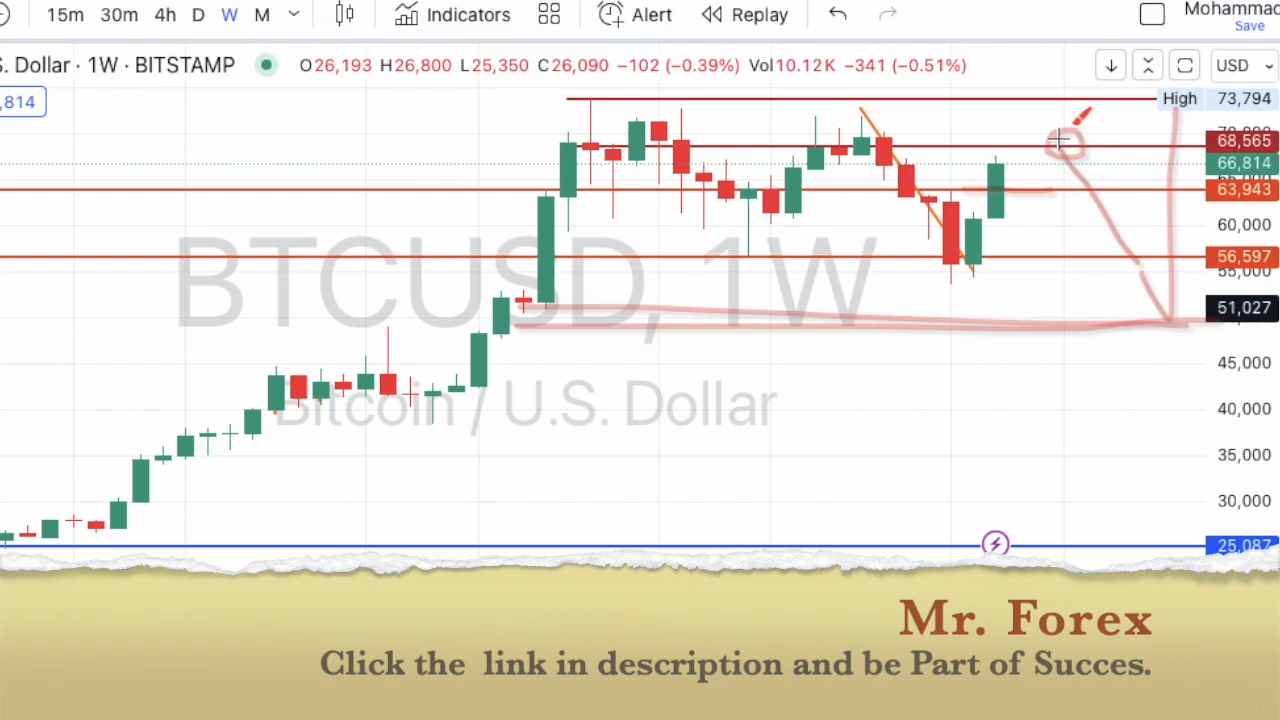 15m 30m 4h D W M Indicators Alert Replay Mohammad
Save
S. Dollar · 1W · BITSTAMP O26,193 H26,800 L25,350 C26,090 −102 (−0.39%) Vol10.12K −341 (−0.51%) USD
,814
High 73,794
68,565
66,814
63,943
60,000
56,597
55,000
51,027
45,000
40,000
35,000
30,000
25,087
BTCUSD, 1W
Bitcoin / U.S. Dollar
Mr. Forex
Click the link in description and be Part of Succes.